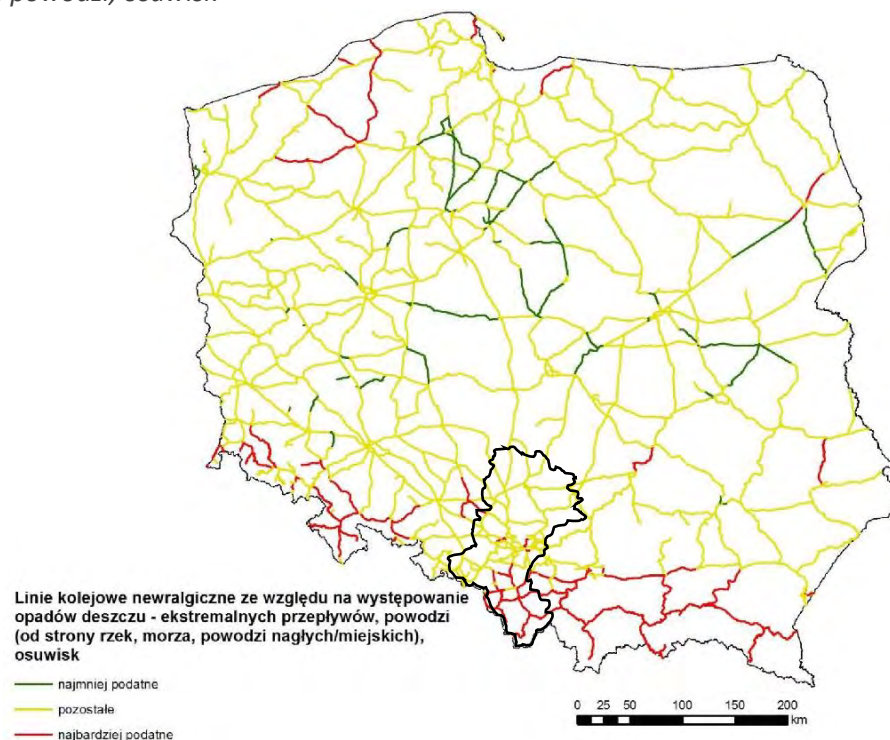 powodzi, osuwisk
Linie kolejowe newralgiczne ze względu na występowanie
opadów deszczu - ekstremalnych przepływów, powodzi
(od strony rzek, morza, powodzi nagłych/miejskich),
osuwisk
najmniej podatne
pozostałe
najbardziej podatne
0 25 50 100 150 200
km